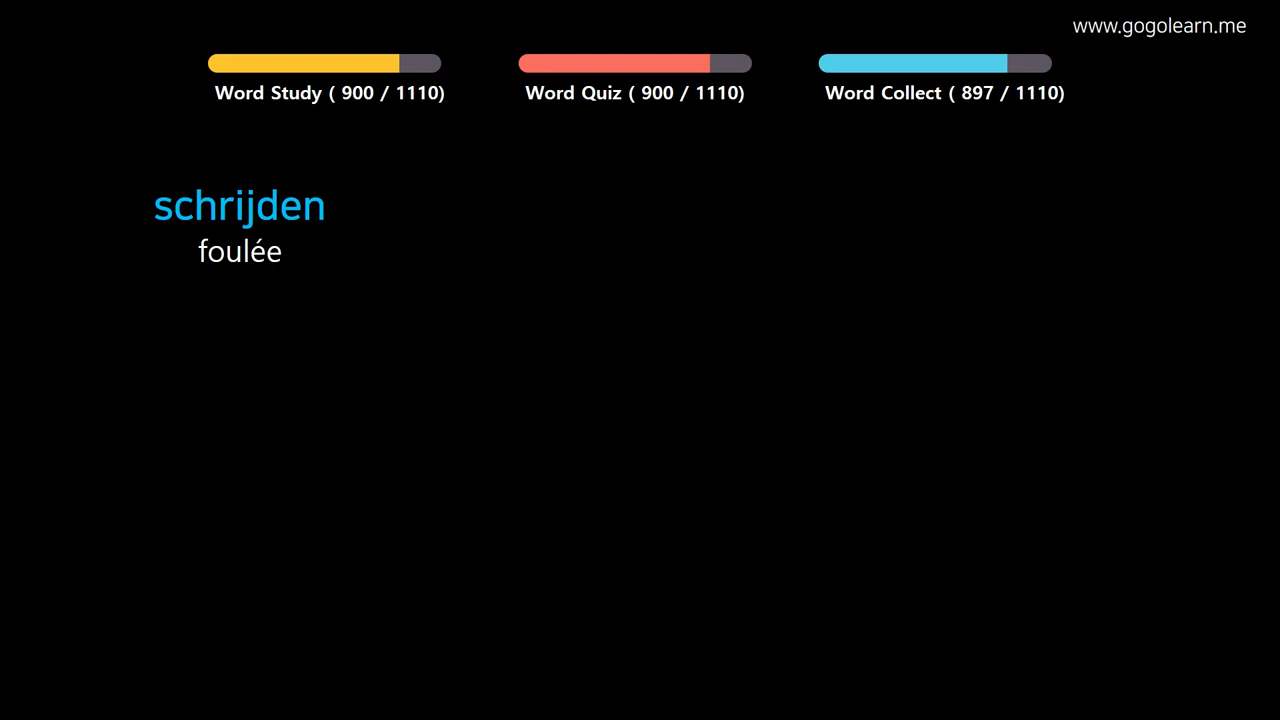 www.gogolearn.me
Word Study ( 900 / 1110)
Word Quiz ( 900 / 1110)
Word Collect ( 897 / 1110)
schrijden
foulée